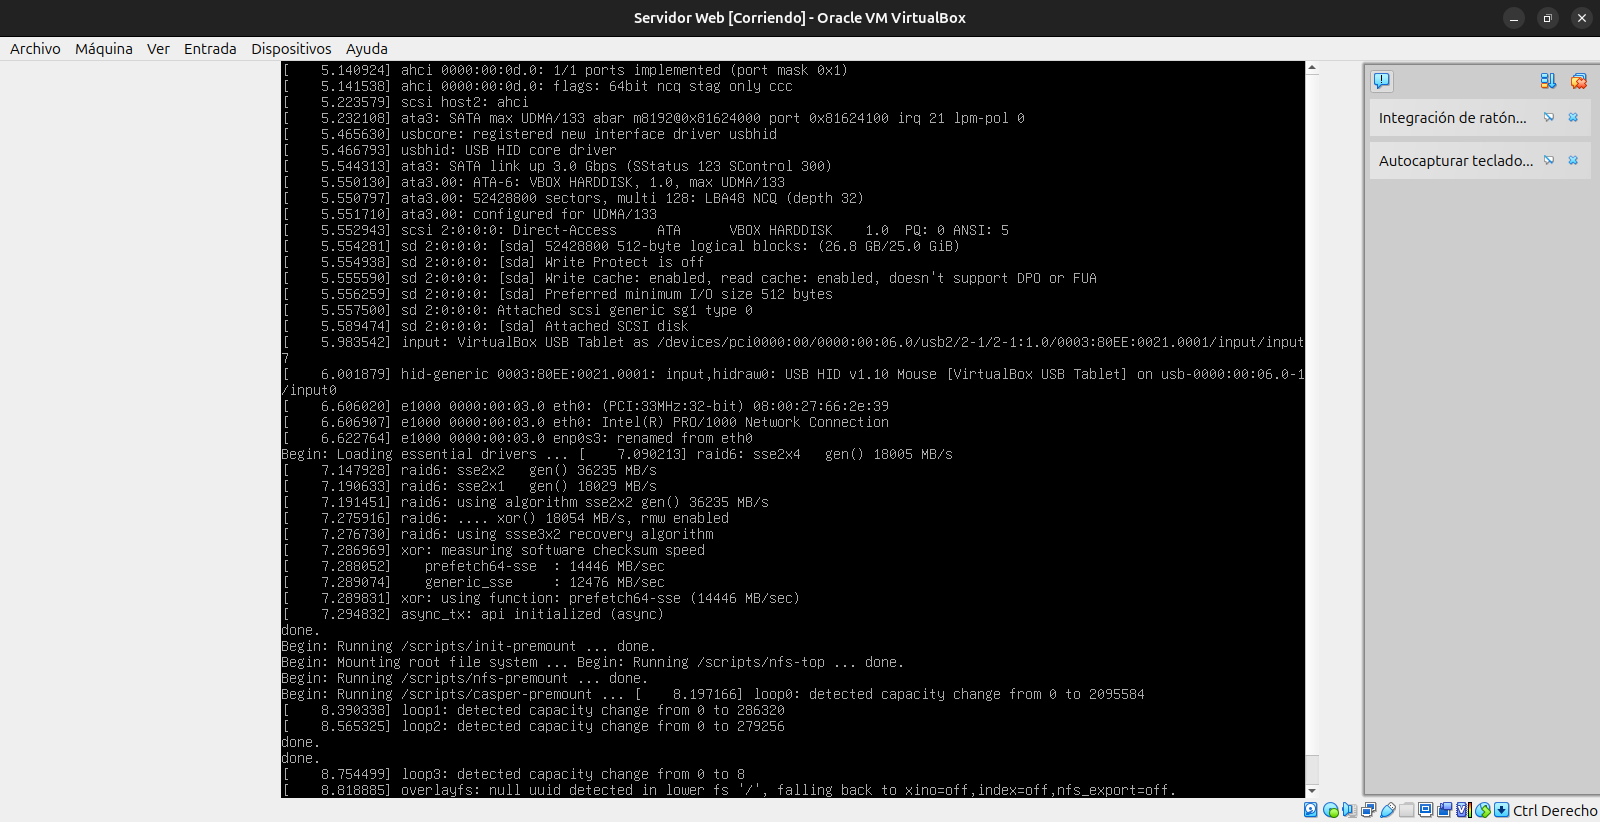 Servidor Web [Corriendo] - Oracle VM VirtualBox
Archivo Máquina Ver Entrada Dispositivos Ayuda
[    5.140924] ahci 0000:00:0d.0: 1/1 ports implemented (port mask 0x1)
[    5.141538] ahci 0000:00:0d.0: flags: 64bit ncq stag only ccc
[    5.223579] scsi host2: ahci
[    5.232108] ata3: SATA max UDMA/133 abar m8192@0x81624000 port 0x81624100 irq 21 lpm-pol 0
[    5.465630] usbcore: registered new interface driver usbhid
[    5.466793] usbhid: USB HID core driver
[    5.544313] ata3: SATA link up 3.0 Gbps (SStatus 123 SControl 300)
[    5.550130] ata3.00: ATA-6: VBOX HARDDISK, 1.0, max UDMA/133
[    5.550797] ata3.00: 52428800 sectors, multi 128: LBA48 NCQ (depth 32)
[    5.551710] ata3.00: configured for UDMA/133
[    5.552943] scsi 2:0:0:0: Direct-Access     ATA      VBOX HARDDISK    1.0  PQ: 0 ANSI: 5
[    5.554281] sd 2:0:0:0: [sda] 52428800 512-byte logical blocks: (26.8 GB/25.0 GiB)
[    5.554938] sd 2:0:0:0: [sda] Write Protect is off
[    5.555590] sd 2:0:0:0: [sda] Write cache: enabled, read cache: enabled, doesn't support DPO or FUA
[    5.556259] sd 2:0:0:0: [sda] Preferred minimum I/O size 512 bytes
[    5.557500] sd 2:0:0:0: Attached scsi generic sg1 type 0
[    5.589474] sd 2:0:0:0: [sda] Attached SCSI disk
[    5.983542] input: VirtualBox USB Tablet as /devices/pci0000:00/0000:00:06.0/usb2/2-1/2-1:1.0/0003:80EE:0021.0001/input/input
7
[    6.001879] hid-generic 0003:80EE:0021.0001: input,hidraw0: USB HID v1.10 Mouse [VirtualBox USB Tablet] on usb-0000:00:06.0-1
/input0
[    6.606020] e1000 0000:00:03.0 eth0: (PCI:33MHz:32-bit) 08:00:27:66:2e:39
[    6.606907] e1000 0000:00:03.0 eth0: Intel(R) PRO/1000 Network Connection
[    6.622764] e1000 0000:00:03.0 enp0s3: renamed from eth0
Begin: Loading essential drivers ... [    7.090213] raid6: sse2x4   gen() 18005 MB/s
[    7.147928] raid6: sse2x2   gen() 36235 MB/s
[    7.190633] raid6: sse2x1   gen() 18029 MB/s
[    7.191451] raid6: using algorithm sse2x2 gen() 36235 MB/s
[    7.275916] raid6: .... xor() 18054 MB/s, rmw enabled
[    7.276730] raid6: using ssse3x2 recovery algorithm
[    7.286969] xor: measuring software checksum speed
[    7.288052]    prefetch64-sse  : 14446 MB/sec
[    7.289074]    generic_sse     : 12476 MB/sec
[    7.289831] xor: using function: prefetch64-sse (14446 MB/sec)
[    7.294832] async_tx: api initialized (async)
done.
Begin: Running /scripts/init-premount ... done.
Begin: Mounting root file system ... Begin: Running /scripts/nfs-top ... done.
Begin: Running /scripts/nfs-premount ... done.
Begin: Running /scripts/casper-premount ... [    8.197166] loop0: detected capacity change from 0 to 2095584
[    8.390338] loop1: detected capacity change from 0 to 286320
[    8.565325] loop2: detected capacity change from 0 to 279256
done.
done.
[    8.754499] loop3: detected capacity change from 0 to 8
[    8.818885] overlayfs: null uuid detected in lower fs '/', falling back to xino=off,index=off,nfs_export=off.
Integración de ratón...
Autocapturar teclado...
Ctrl Derecho